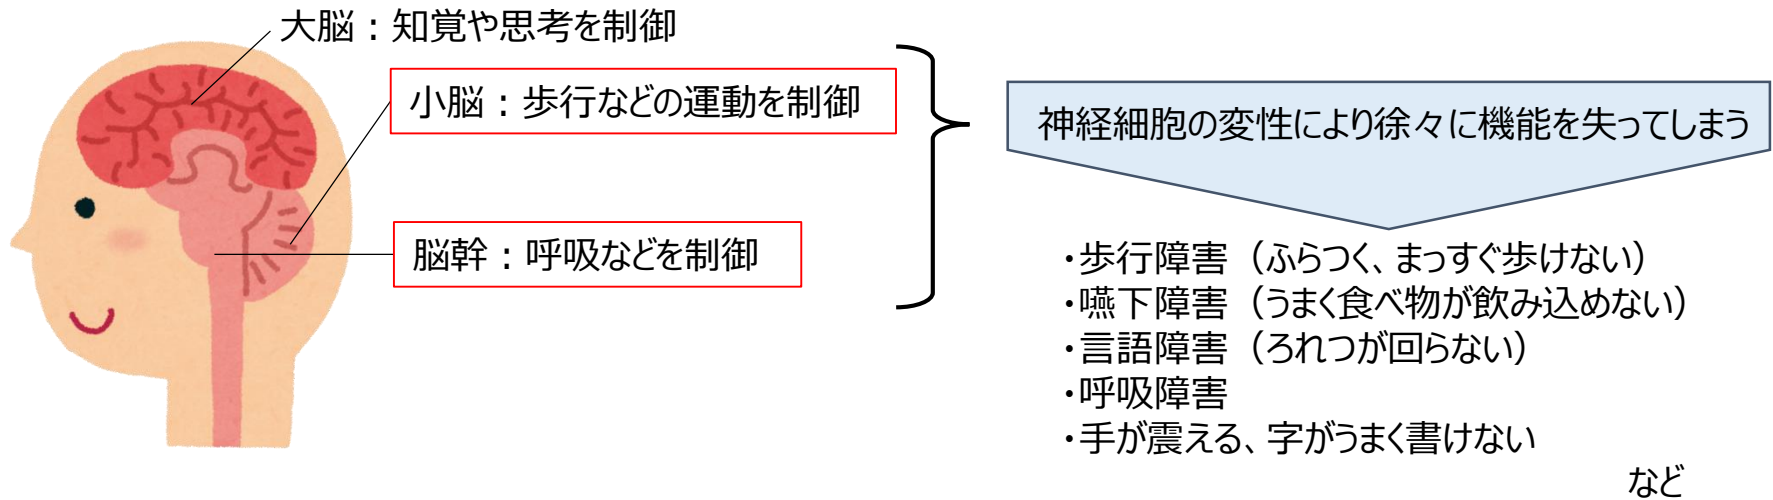 大脳：知覚や思考を制御
小脳：歩行などの運動を制御
脳幹：呼吸などを制御
神経細胞の変性により徐々に機能を失ってしまう
・歩行障害（ふらつく、まっすぐ歩けない）
・嚥下障害（うまく食べ物が飲み込めない）
・言語障害（ろれつが回らない）
・呼吸障害
・手が震える、字がうまく書けない
など